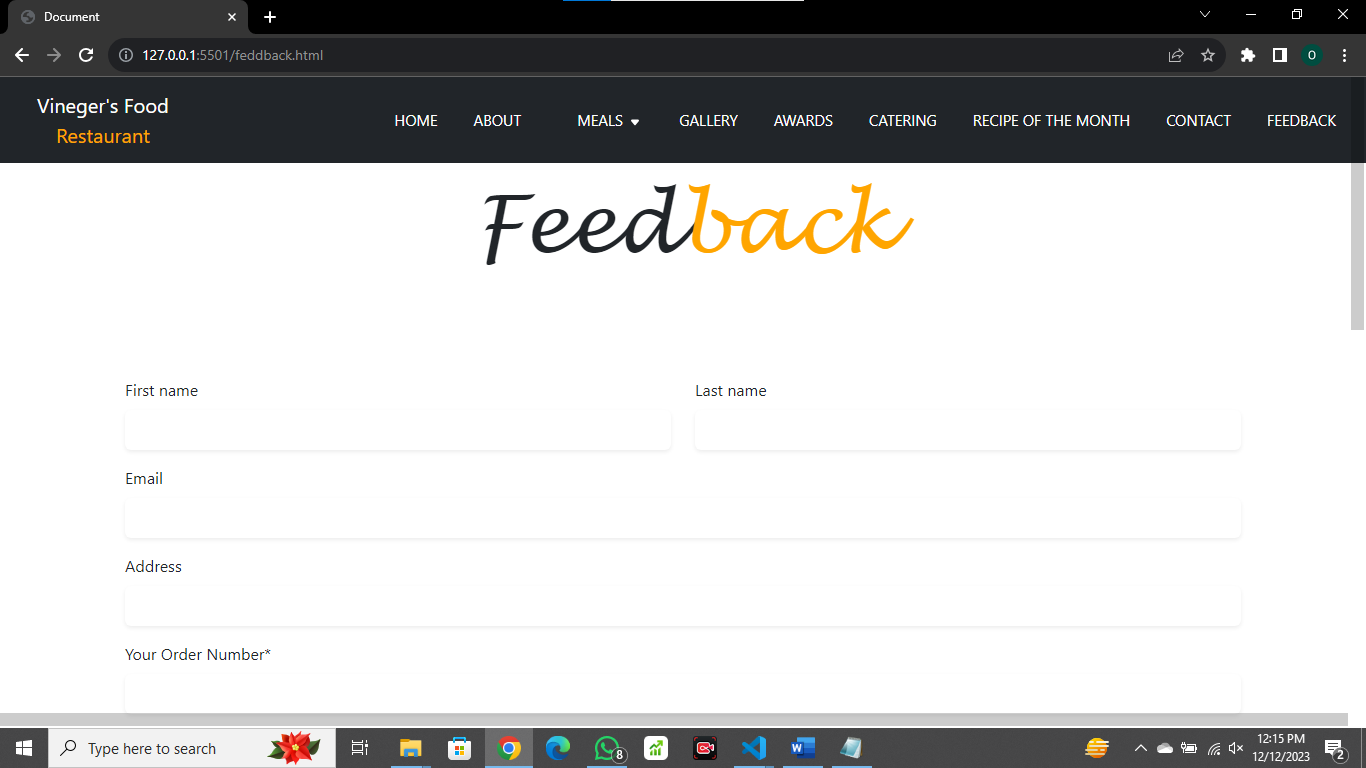 Document
127.0.0.1:5501/feddback.html
O
Vineger's Food
Restaurant
HOME ABOUT MEALS GALLERY AWARDS CATERING RECIPE OF THE MONTH CONTACT FEEDBACK
Feedback
First name Last name
Email
Address
Your Order Number*
Type here to search
8
W
12:15 PM
12/12/2023
2